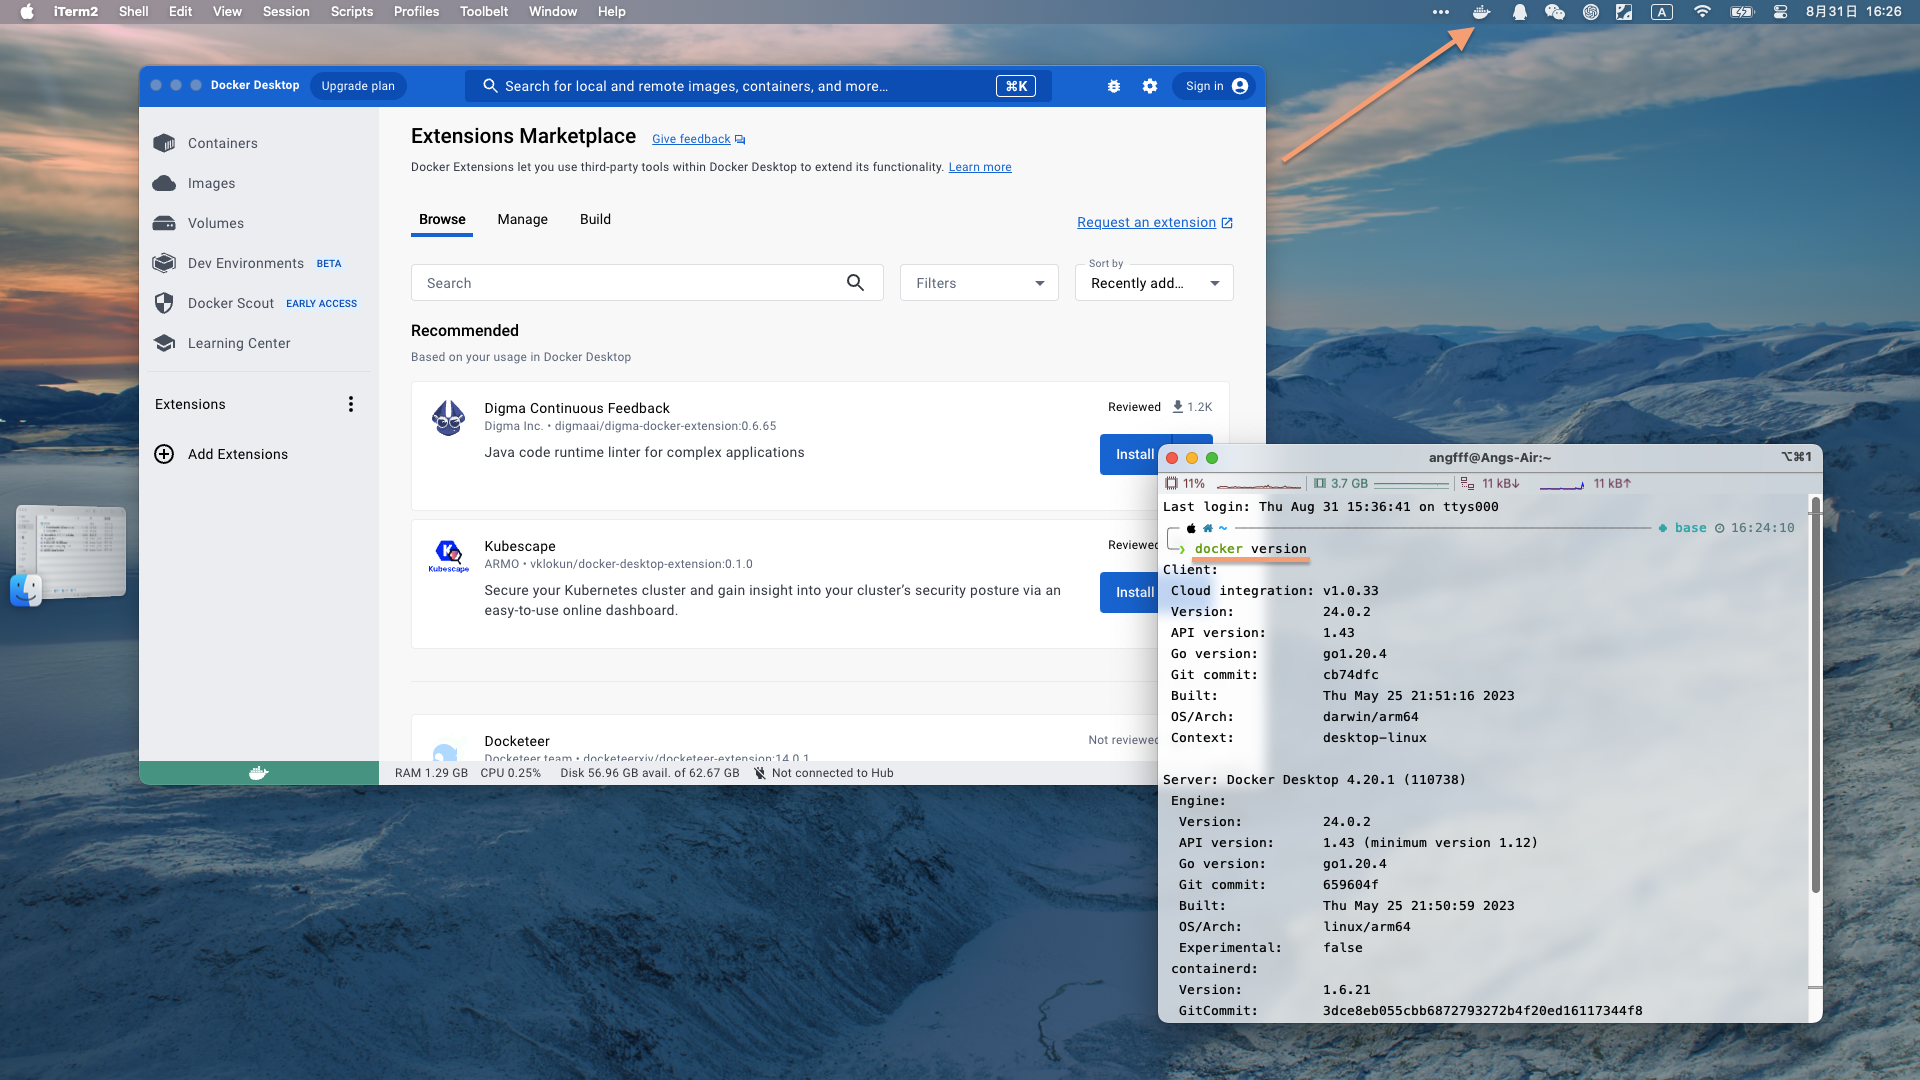 iTerm2 Shell Edit View Session Scripts Profiles Toolbelt Window Help
A 8月31日 16:26
Docker Desktop Upgrade plan Search for local and remote images, containers, and more... ⌘K Sign in
Containers
Images
Volumes
Dev Environments BETA
Docker Scout EARLY ACCESS
Learning Center
Extensions
Add Extensions
Extensions Marketplace Give feedback
Docker Extensions let you use third-party tools within Docker Desktop to extend its functionality. Learn more
Browse Manage Build
Request an extension
Search Filters Sort by Recently add...
Recommended
Based on your usage in Docker Desktop
Digma Continuous Feedback
Reviewed 1.2K
Digma Inc. • digmaai/digma-docker-extension:0.6.65
Java code runtime linter for complex applications
Install
Kubescape
Kubescape
Reviewed
ARMO • vklokun/docker-desktop-extension:0.1.0
Secure your Kubernetes cluster and gain insight into your cluster’s security posture via an
easy-to-use online dashboard.
Install
Docketeer
Not reviewed
Docketeer team • docketeerxiv/docketeer-extension:14.0.1
RAM 1.29 GB CPU 0.25% Disk 56.96 GB avail. of 62.67 GB Not connected to Hub
angfff@Angs-Air:~ ⌥⌘1
11% 3.7 GB 11 kB↓ 11 kB↑
Last login: Thu Aug 31 15:36:41 on ttys000
~ base 16:24:10
❯ docker version
Client:
Cloud integration: v1.0.33
Version: 24.0.2
API version: 1.43
Go version: go1.20.4
Git commit: cb74dfc
Built: Thu May 25 21:51:16 2023
OS/Arch: darwin/arm64
Context: desktop-linux
Server: Docker Desktop 4.20.1 (110738)
Engine:
Version: 24.0.2
API version: 1.43 (minimum version 1.12)
Go version: go1.20.4
Git commit: 659604f
Built: Thu May 25 21:50:59 2023
OS/Arch: linux/arm64
Experimental: false
containerd:
Version: 1.6.21
GitCommit: 3dce8eb055cbb6872793272b4f20ed16117344f8